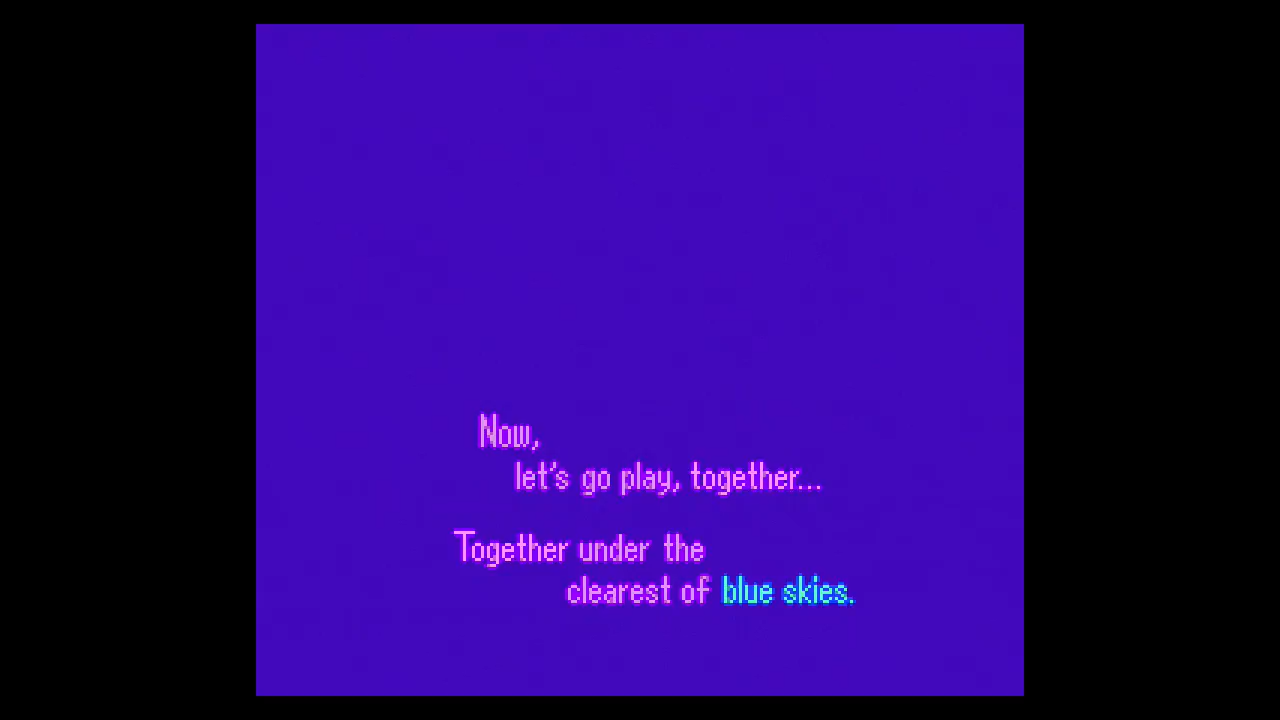 Now,
let's go play, together...
Together under the
clearest of blue skies.